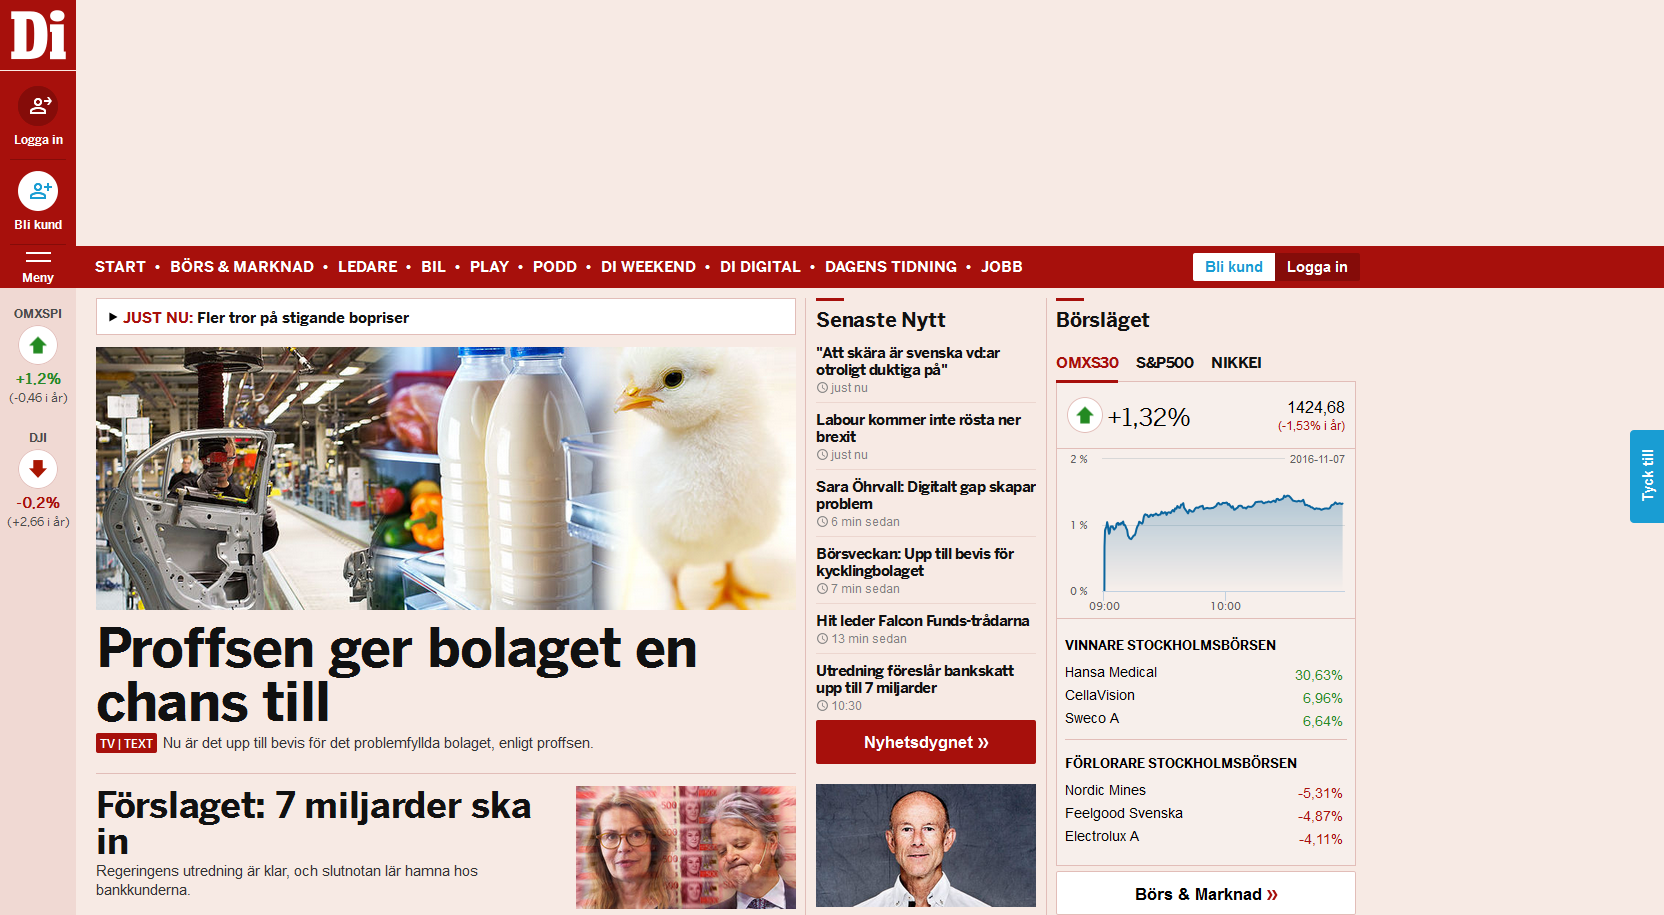 Di
Logga in
Bli kund
Meny
OMXSPI
+1,2%
(-0,46 i år)
DJI
-0,2%
(+2,66 i år)
START • BÖRS & MARKNAD • LEDARE • BIL • PLAY • PODD • DI WEEKEND • DI DIGITAL • DAGENS TIDNING • JOBB
Bli kund
Logga in
JUST NU: Fler tror på stigande bopriser
Proffsen ger bolaget en
chans till
TV | TEXT Nu är det upp till bevis för det problemfyllda bolaget, enligt proffsen.
Förslaget: 7 miljarder ska
in
Regeringens utredning är klar, och slutnotan lär hamna hos
bankkunderna.
Senaste Nytt
"Att skära är svenska vd:ar
otroligt duktiga på"
just nu
Labour kommer inte rösta ner
brexit
just nu
Sara Öhrvall: Digitalt gap skapar
problem
6 min sedan
Börsveckan: Upp till bevis för
kycklingbolaget
7 min sedan
Hit leder Falcon Funds-trådarna
13 min sedan
Utredning föreslår bankskatt
upp till 7 miljarder
10:30
Nyhetsdygnet »
Börsläget
OMXS30 S&P500 NIKKEI
+1,32%
1424,68
(-1,53% i år)
2 %
2016-11-07
1 %
0 %
09:00 10:00
VINNARE STOCKHOLMSBÖRSEN
Hansa Medical 30,63%
CellaVision 6,96%
Sweco A 6,64%
FÖRLORARE STOCKHOLMSBÖRSEN
Nordic Mines -5,31%
Feelgood Svenska -4,87%
Electrolux A -4,11%
Börs & Marknad »
Tyck till